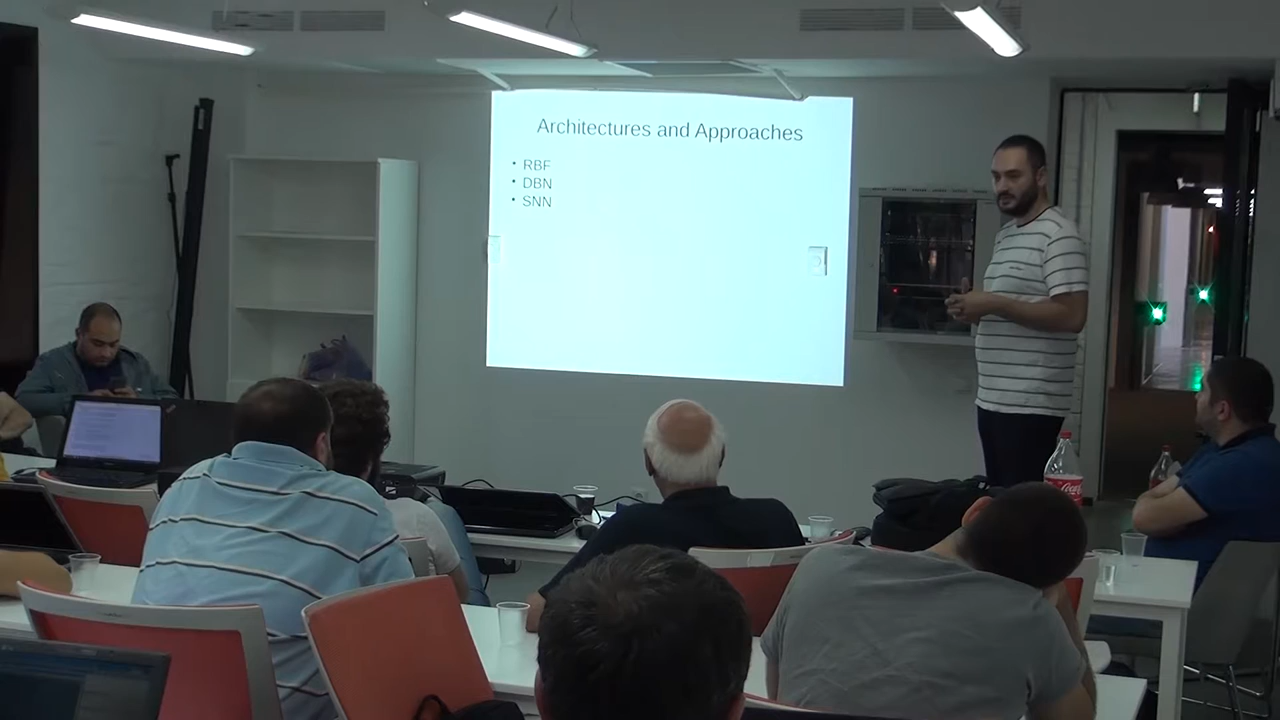 Architectures and Approaches
• RBF
• DBN
• SNN